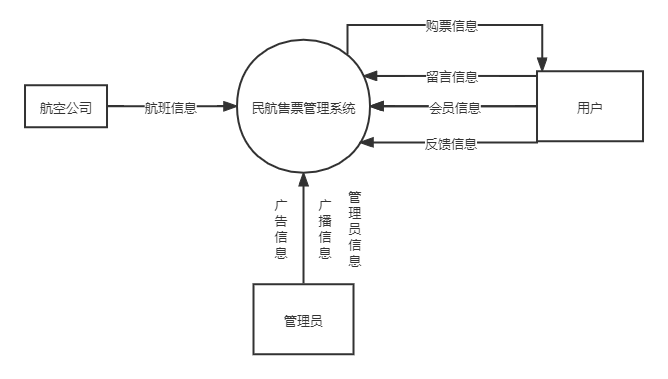 购票信息
留言信息
航空公司
航班信息
民航售票管理系统
会员信息
用户
反馈信息
广告信息
广播信息
管理员信息
管理员